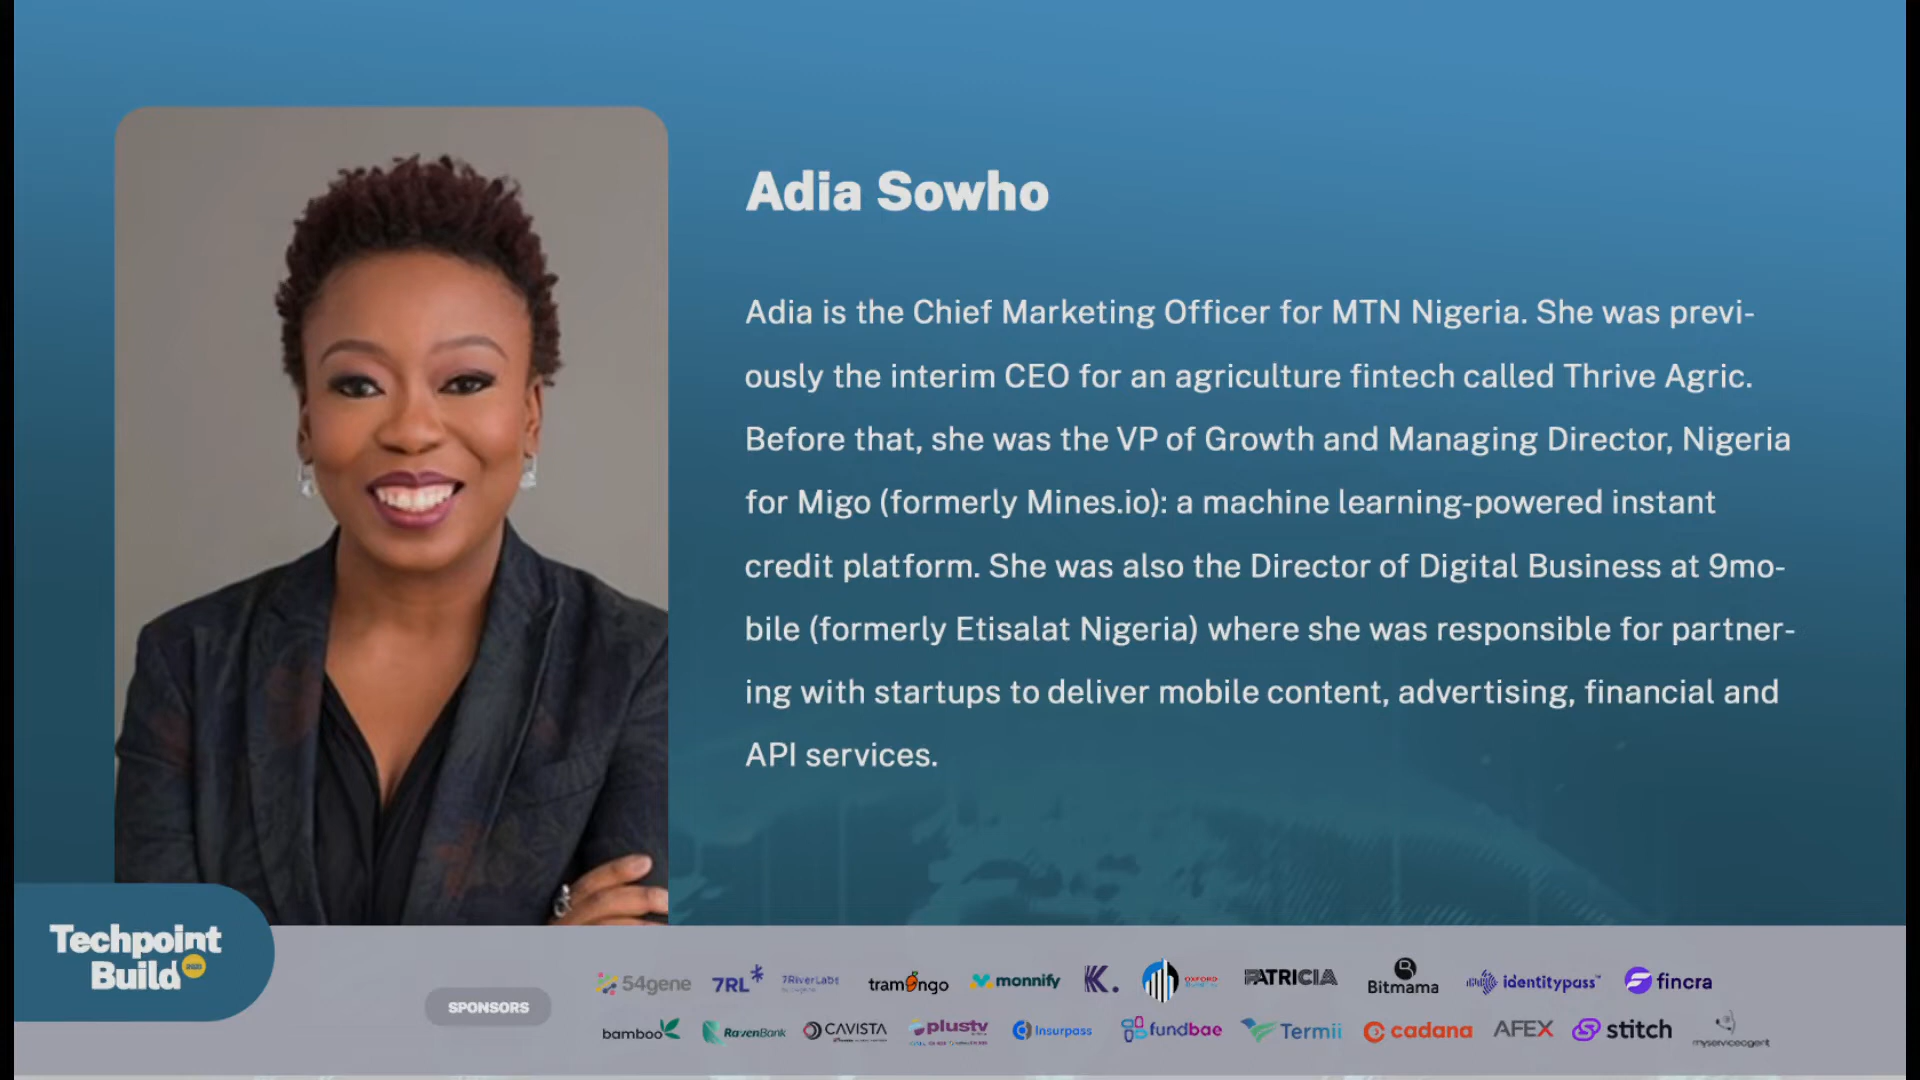 Adia Sowho
Adia is the Chief Marketing Officer for MTN Nigeria. She was previ-
ously the interim CEO for an agriculture fintech called Thrive Agric.
Before that, she was the VP of Growth and Managing Director, Nigeria
for Migo (formerly Mines.io): a machine learning-powered instant
credit platform. She was also the Director of Digital Business at 9mo-
bile (formerly Etisalat Nigeria) where she was responsible for partner-
ing with startups to deliver mobile content, advertising, financial and
API services.
Techpoint
Build
SPONSORS
54gene 7RL 7RiverLabs tramango monnify K. OXFORD PATRICIA Bitmama identitypass fincra
bamboo RavenBank CAVISTA plustv Insurpass fundbae Termii cadana AFEX stitch myserviceagent